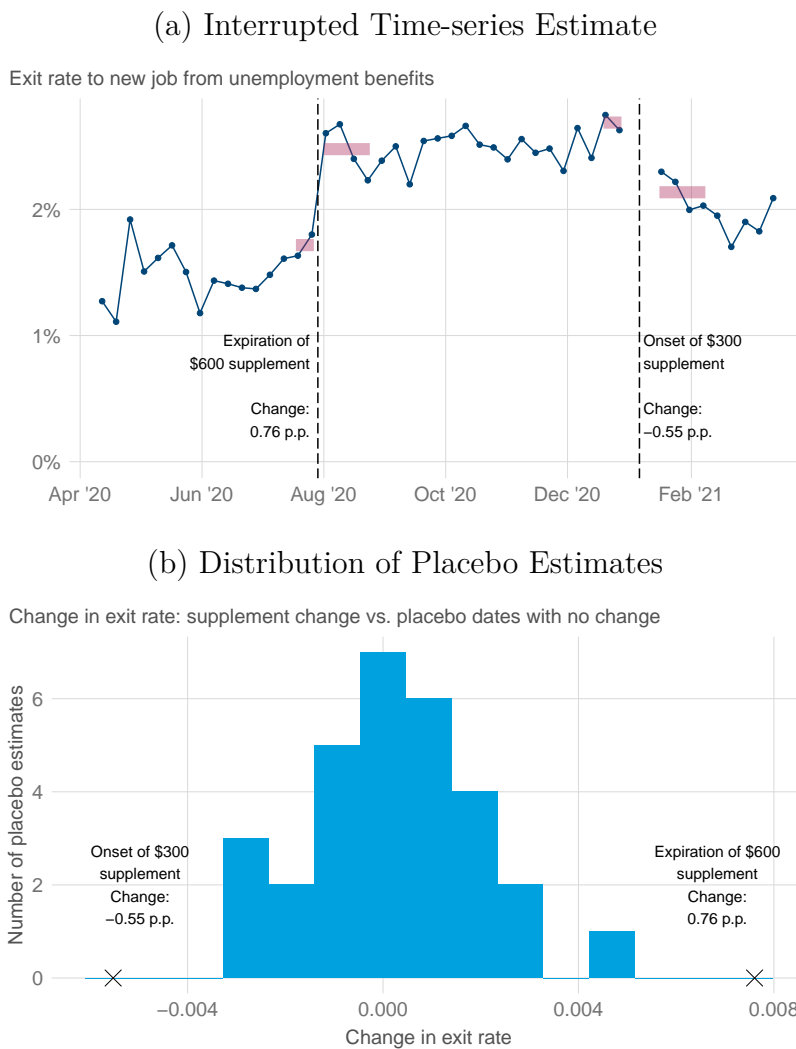 (a) Interrupted Time-series Estimate
Exit rate to new job from unemployment benefits
2%
1%
0%
Expiration of
$600 supplement
Change:
0.76 p.p.
Onset of $300
supplement
Change:
−0.55 p.p.
Apr '20
Jun '20
Aug '20
Oct '20
Dec '20
Feb '21
(b) Distribution of Placebo Estimates
Change in exit rate: supplement change vs. placebo dates with no change
Number of placebo estimates
6
4
2
0
Onset of $300
supplement
Change:
−0.55 p.p.
Expiration of $600
supplement
Change:
0.76 p.p.
−0.004
0.000
0.004
0.008
Change in exit rate